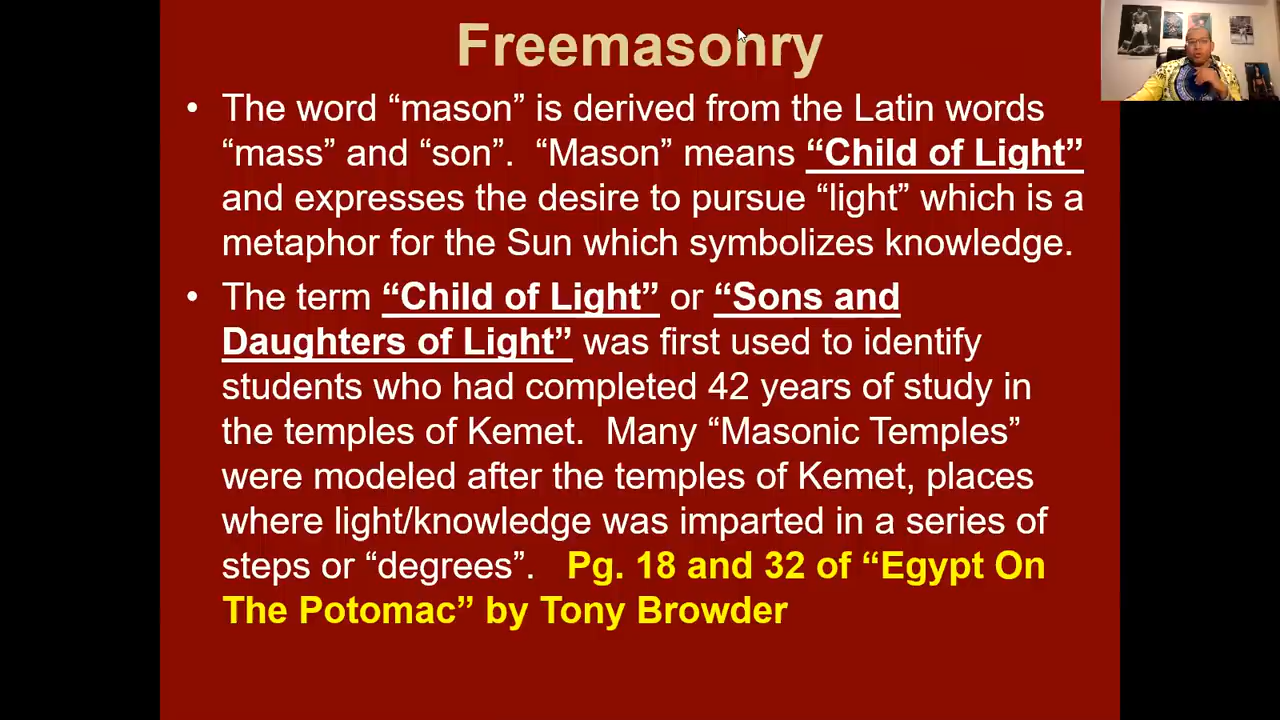 Freemasonry
• The word “mason” is derived from the Latin words
“mass” and “son”.  “Mason” means “Child of Light”
and expresses the desire to pursue “light” which is a
metaphor for the Sun which symbolizes knowledge.
• The term “Child of Light” or “Sons and
Daughters of Light” was first used to identify
students who had completed 42 years of study in
the temples of Kemet.  Many “Masonic Temples”
were modeled after the temples of Kemet, places
where light/knowledge was imparted in a series of
steps or “degrees”.   Pg. 18 and 32 of “Egypt On
The Potomac” by Tony Browder